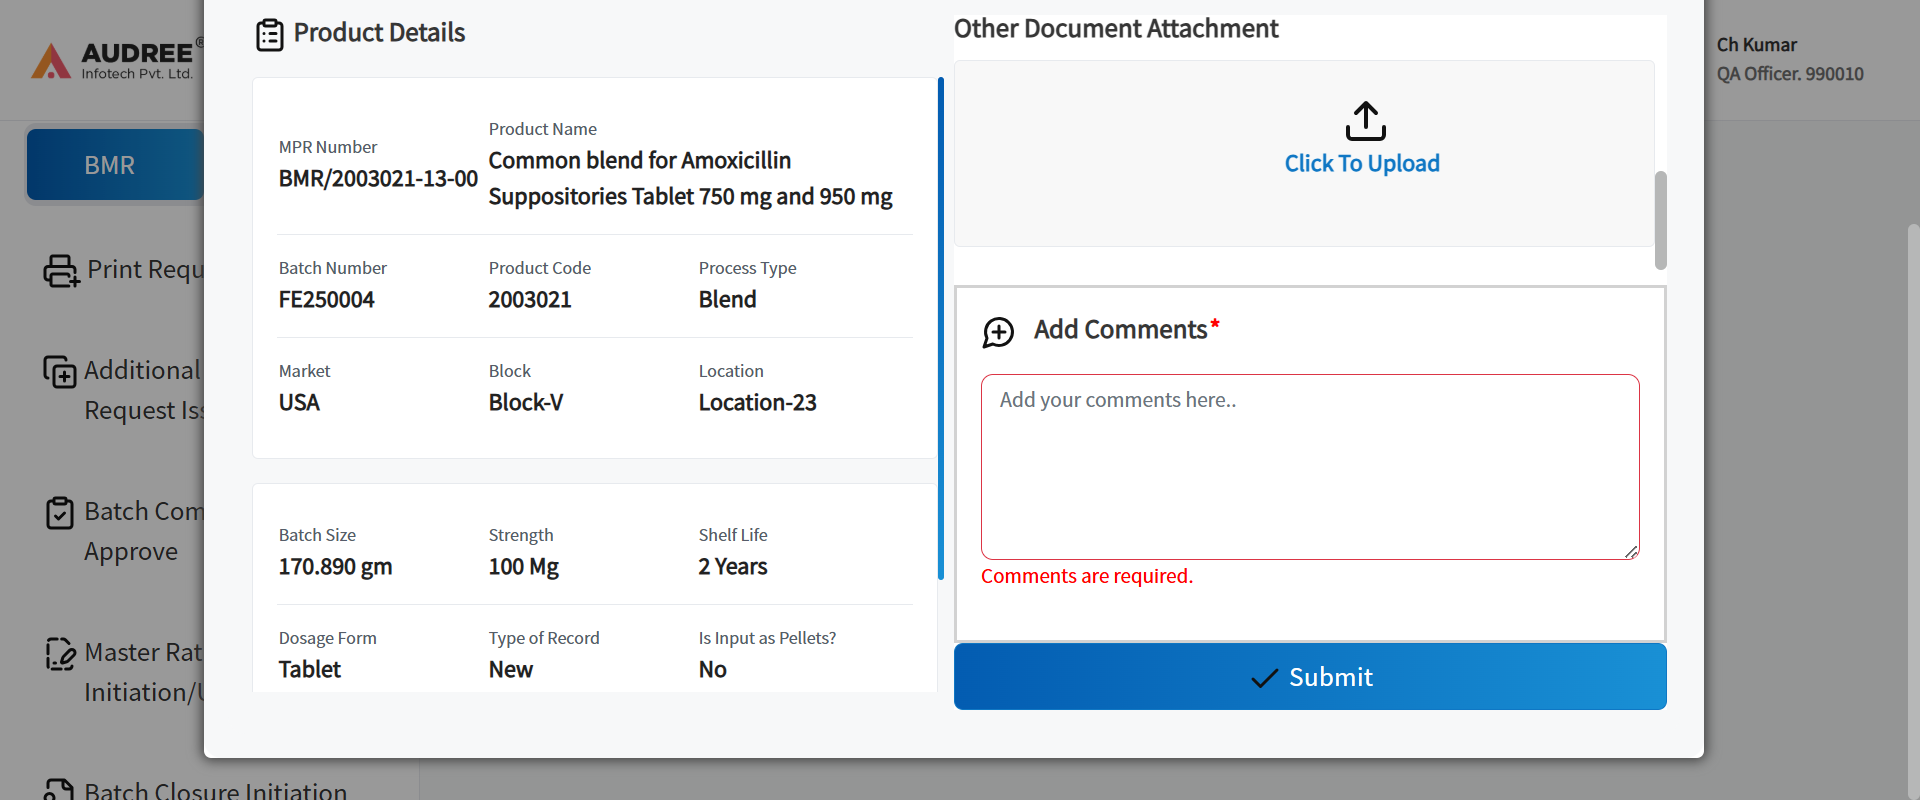 AUDREE®
Infotech Pvt. Ltd.
BMR
Print Requ
Additional
Request Is
Batch Com
Approve
Master Rat
Initiation/
Batch Closure Initiation
Product Details
MPR Number
BMR/2003021-13-00
Product Name
Common blend for Amoxicillin
Suppositories Tablet 750 mg and 950 mg
Batch Number
FE250004
Product Code
2003021
Process Type
Blend
Market
USA
Block
Block-V
Location
Location-23
Batch Size
170.890 gm
Strength
100 Mg
Shelf Life
2 Years
Dosage Form
Tablet
Type of Record
New
Is Input as Pellets?
No
Other Document Attachment
Click To Upload
Add Comments*
Add your comments here..
Comments are required.
Submit
Ch Kumar
QA Officer. 990010